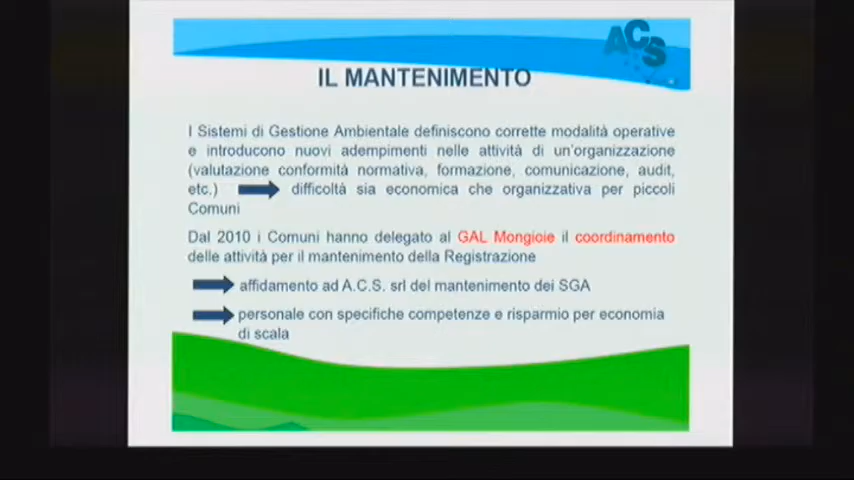 ACS
IL MANTENIMENTO
I Sistemi di Gestione Ambientale definiscono corrette modalità operative
e introducono nuovi adempimenti nelle attività di un'organizzazione
(valutazione conformità normativa, formazione, comunicazione, audit,
etc.) difficoltà sia economica che organizzativa per piccoli
Comuni
Dal 2010 i Comuni hanno delegato al GAL Mongioie il coordinamento
delle attività per il mantenimento della Registrazione
affidamento ad A.C.S. srl del mantenimento dei SGA
personale con specifiche competenze e risparmio per economia
di scala